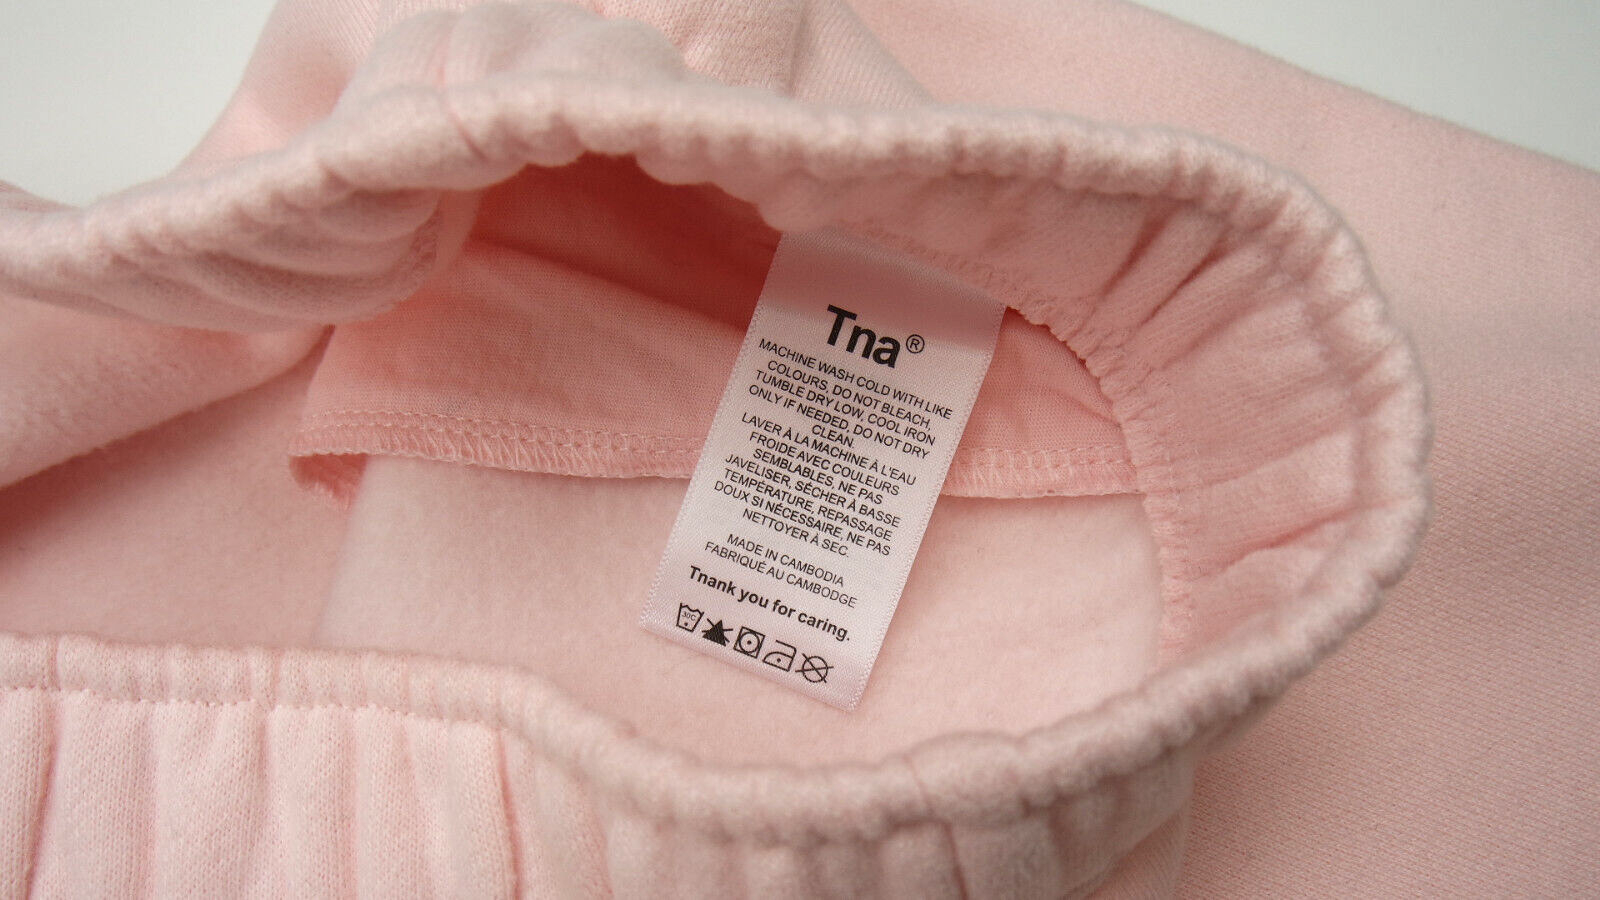 Tna®
MACHINE WASH COLD WITH LIKE
COLOURS, DO NOT BLEACH,
TUMBLE DRY LOW, COOL IRON
ONLY IF NEEDED, DO NOT DRY
CLEAN.
LAVER À LA MACHINE À L'EAU
FROIDE AVEC COULEURS
SEMBLABLES, NE PAS
JAVELISER, SÉCHER À BASSE
TEMPÉRATURE, REPASSAGE
DOUX SI NÉCESSAIRE, NE PAS
NETTOYER À SEC.
MADE IN CAMBODIA
FABRIQUÉ AU CAMBODGE
Tnank you for caring.
30C